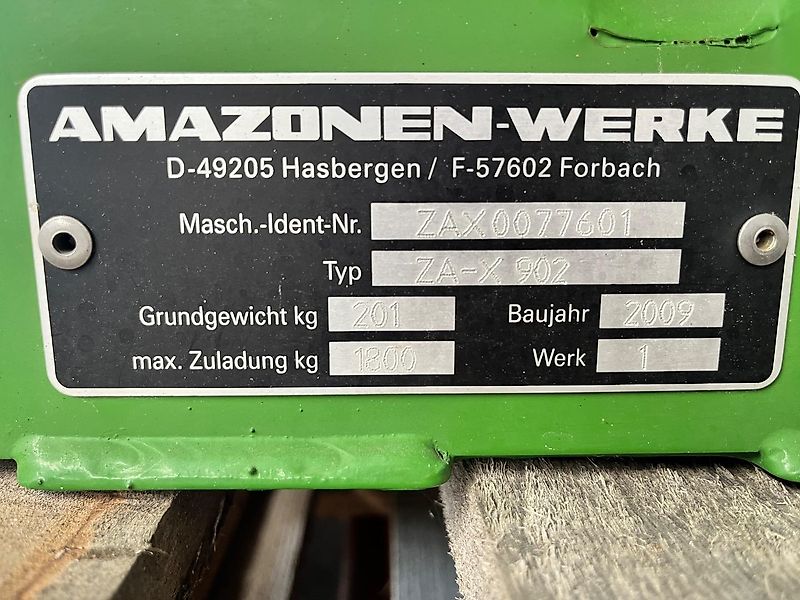 AMAZONEN-WERKE
D-49205 Hasbergen / F-57602 Forbach
Masch.-Ident-Nr. ZAX0077601
Typ ZA-X 902
Grundgewicht kg 201 Baujahr 2009
max. Zuladung kg 1800 Werk 1